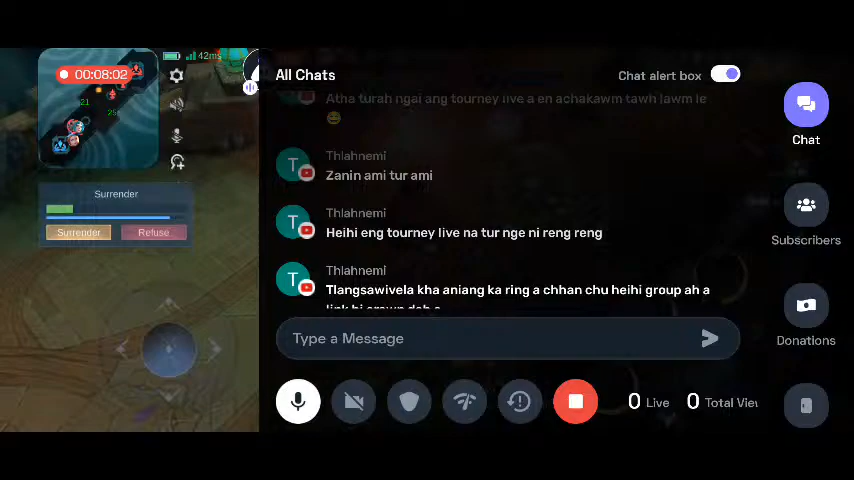 42ms
00:08:02
21
25
Surrender
Surrender
Refuse
All Chats
Chat alert box
Atha turah ngai ang tourney live a en achakawm tawh lawm le
😄
T
Thlahnemi
Zanin ami tur ami
T
Thlahnemi
Heihi eng tourney live na tur nge ni reng reng
T
Thlahnemi
Tlangsawivela kha aniang ka ring a chhan chu heihi group ah a
Type a Message
0 Live
0 Total Vie
Chat
Subscribers
Donations